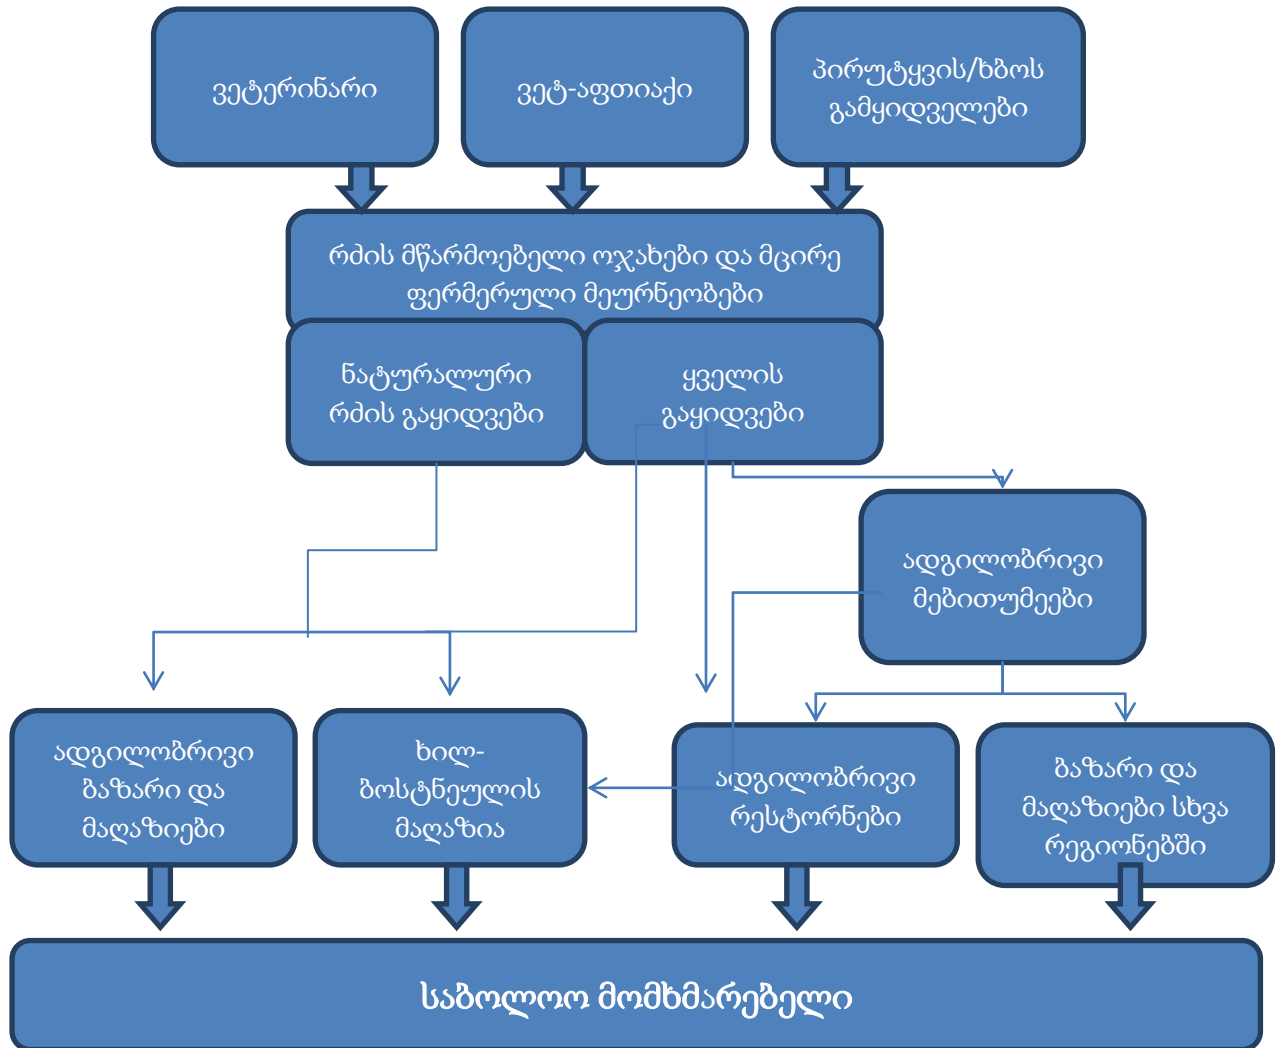 ვეტერინარი
ვეტ-აფთიაქი
პირუტყვის/ხბოს
გამყიდველები
რძის მწარმოებელი ოჯახები და მცირე
ფერმერული მეურნეობები
ნატურალური
რძის გაყიდვები
ყველის
გაყიდვები
ადგილობრივი
მებითუმეები
ადგილობრივი
ბაზარი და
მაღაზიები
ხილ-
ბოსტნეულის
მაღაზია
ადგილობრივი
რესტორნები
ბაზარი და
მაღაზიები სხვა
რეგიონებში
საბოლოო მომხმარებელი